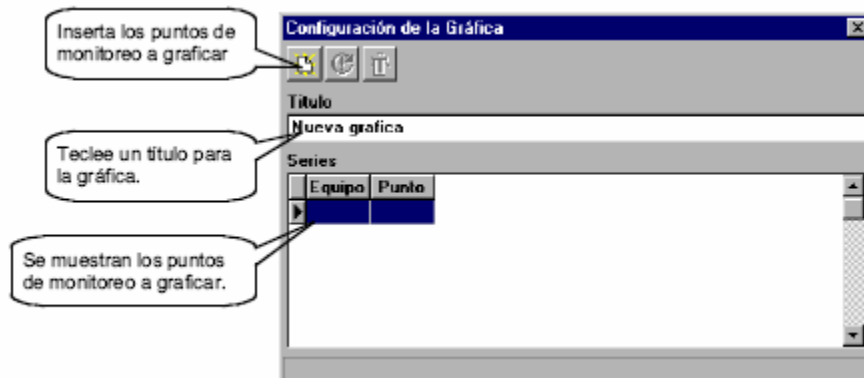 Inserta los puntos de
monitoreo a graficar
Teclee un título para
la gráfica.
Se muestran los puntos
de monitoreo a graficar.
Configuración de la Gráfica
Título
Nueva grafica
Series
Equipo Punto